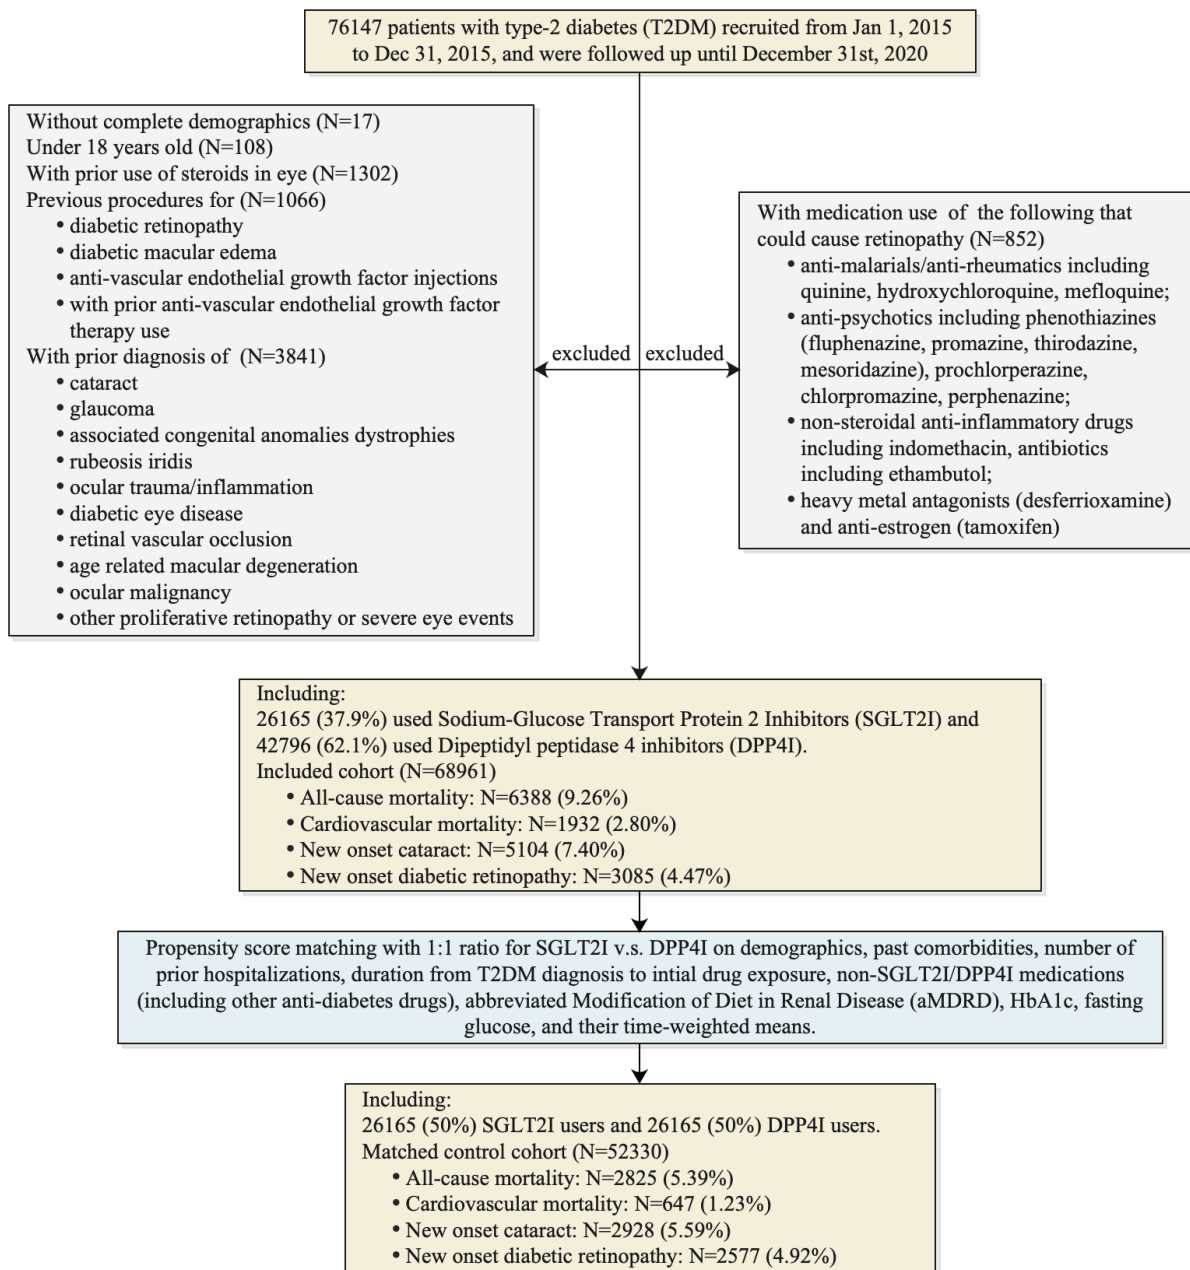 76147 patients with type-2 diabetes (T2DM) recruited from Jan 1, 2015
to Dec 31, 2015, and were followed up until December 31st, 2020
Without complete demographics (N=17)
Under 18 years old (N=108)
With prior use of steroids in eye (N=1302)
Previous procedures for (N=1066)
• diabetic retinopathy
• diabetic macular edema
• anti-vascular endothelial growth factor injections
• with prior anti-vascular endothelial growth factor
therapy use
With prior diagnosis of (N=3841)
• cataract
• glaucoma
• associated congenital anomalies dystrophies
• rubeosis iridis
• ocular trauma/inflammation
• diabetic eye disease
• retinal vascular occlusion
• age related macular degeneration
• ocular malignancy
• other proliferative retinopathy or severe eye events
excluded
excluded
With medication use of the following that
could cause retinopathy (N=852)
• anti-malarials/anti-rheumatics including
quinine, hydroxychloroquine, mefloquine;
• anti-psychotics including phenothiazines
(fluphenazine, promazine, thirodazine,
mesoridazine), prochlorperazine,
chlorpromazine, perphenazine;
• non-steroidal anti-inflammatory drugs
including indomethacin, antibiotics
including ethambutol;
• heavy metal antagonists (desferrioxamine)
and anti-estrogen (tamoxifen)
Including:
26165 (37.9%) used Sodium-Glucose Transport Protein 2 Inhibitors (SGLT2I) and
42796 (62.1%) used Dipeptidyl peptidase 4 inhibitors (DPP4I).
Included cohort (N=68961)
• All-cause mortality: N=6388 (9.26%)
• Cardiovascular mortality: N=1932 (2.80%)
• New onset cataract: N=5104 (7.40%)
• New onset diabetic retinopathy: N=3085 (4.47%)
Propensity score matching with 1:1 ratio for SGLT2I v.s. DPP4I on demographics, past comorbidities, number of
prior hospitalizations, duration from T2DM diagnosis to intial drug exposure, non-SGLT2I/DPP4I medications
(including other anti-diabetes drugs), abbreviated Modification of Diet in Renal Disease (aMDRD), HbA1c, fasting
glucose, and their time-weighted means.
Including:
26165 (50%) SGLT2I users and 26165 (50%) DPP4I users.
Matched control cohort (N=52330)
• All-cause mortality: N=2825 (5.39%)
• Cardiovascular mortality: N=647 (1.23%)
• New onset cataract: N=2928 (5.59%)
• New onset diabetic retinopathy: N=2577 (4.92%)